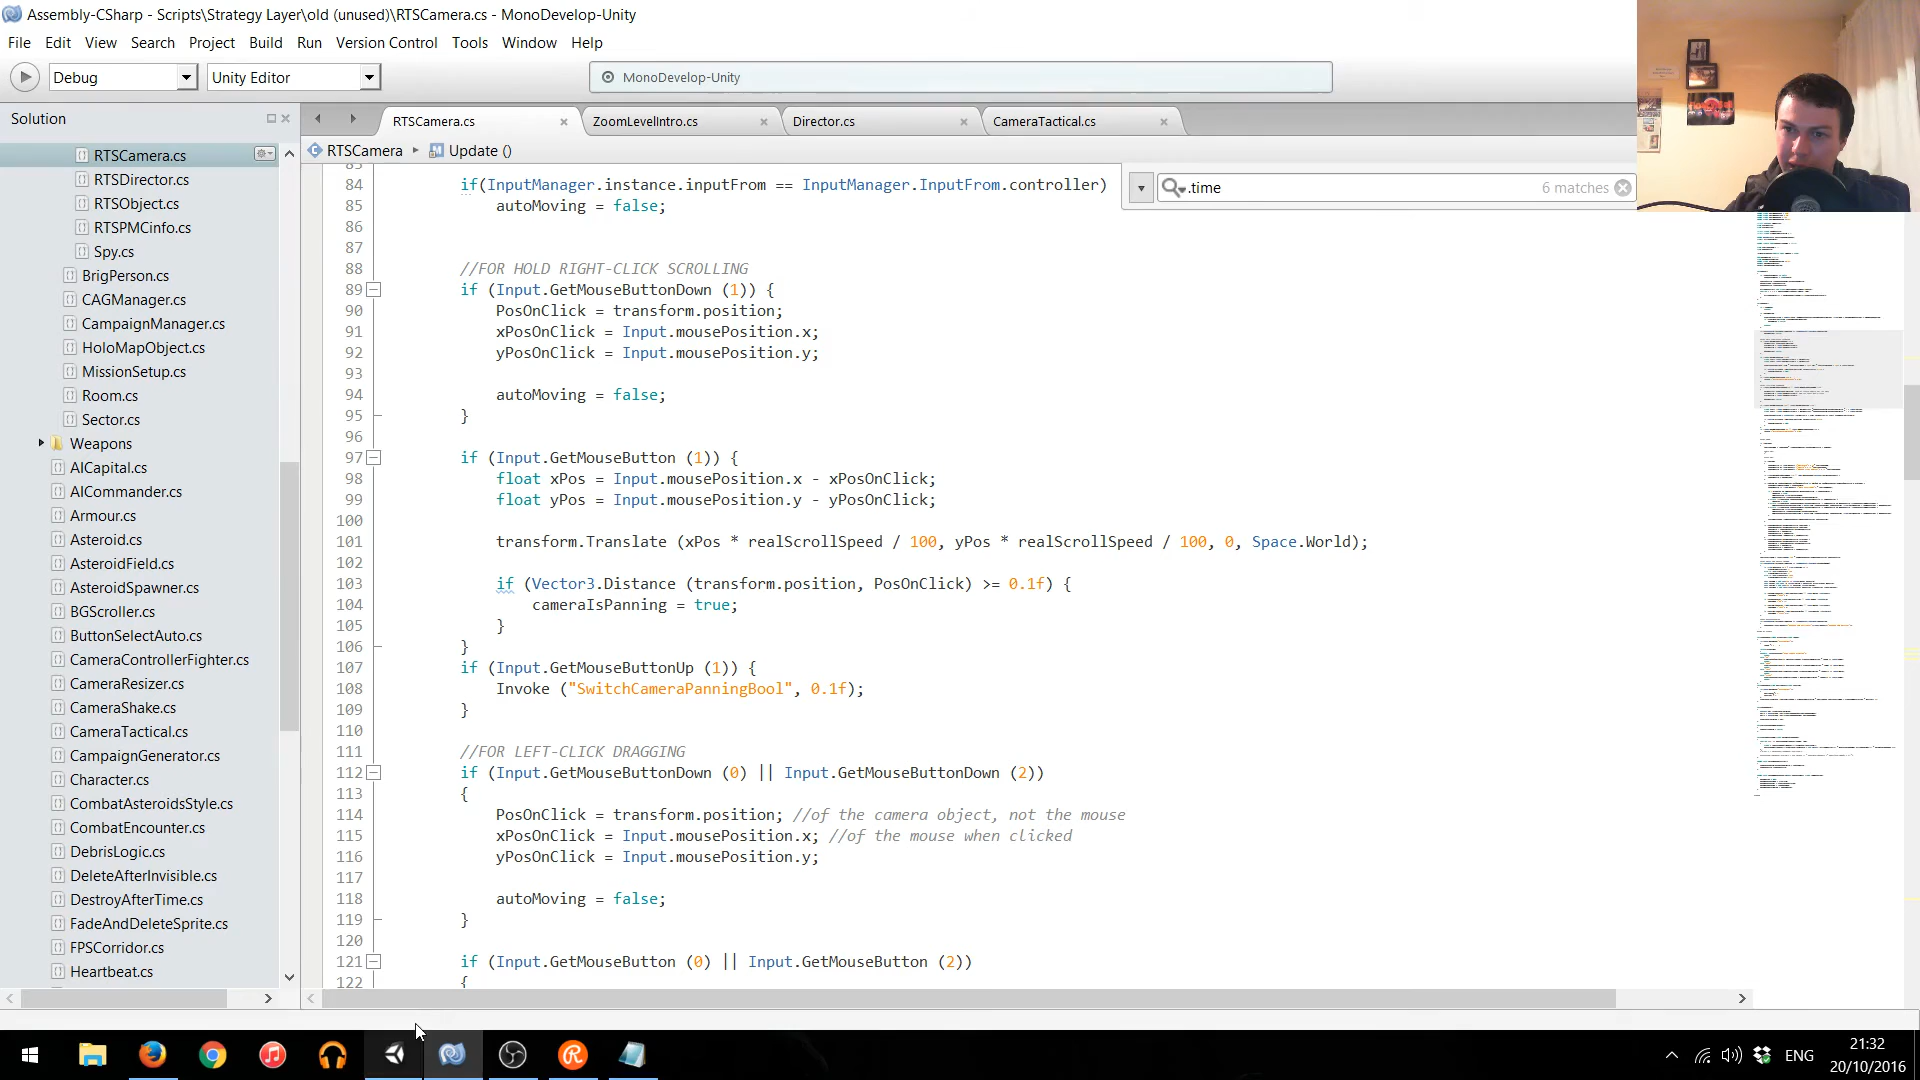 Assembly-CSharp - Scripts\Strategy Layer\old (unused)\RTSCamera.cs - MonoDevelop-Unity
File Edit View Search Project Build Run Version Control Tools Window Help
Debug Unity Editor MonoDevelop-Unity
Solution
RTSCamera.cs
RTSDirector.cs
RTSObject.cs
RTSPMCinfo.cs
Spy.cs
BrigPerson.cs
CAGManager.cs
CampaignManager.cs
HoloMapObject.cs
MissionSetup.cs
Room.cs
Sector.cs
Weapons
AICapital.cs
AICommander.cs
Armour.cs
Asteroid.cs
AsteroidField.cs
AsteroidSpawner.cs
BGScroller.cs
ButtonSelectAuto.cs
CameraControllerFighter.cs
CameraResizer.cs
CameraShake.cs
CameraTactical.cs
CampaignGenerator.cs
Character.cs
CombatAsteroidsStyle.cs
CombatEncounter.cs
DebrisLogic.cs
DeleteAfterInvisible.cs
DestroyAfterTime.cs
FadeAndDeleteSprite.cs
FPSCorridor.cs
Heartbeat.cs
RTSCamera.cs ZoomLevelIntro.cs Director.cs CameraTactical.cs
RTSCamera Update ()
.time 6 matches
84 if(InputManager.instance.inputFrom == InputManager.InputFrom.controller)
85 autoMoving = false;
86
87
88 //FOR HOLD RIGHT-CLICK SCROLLING
89 if (Input.GetMouseButtonDown (1)) {
90 PosOnClick = transform.position;
91 xPosOnClick = Input.mousePosition.x;
92 yPosOnClick = Input.mousePosition.y;
93
94 autoMoving = false;
95 }
96
97 if (Input.GetMouseButton (1)) {
98 float xPos = Input.mousePosition.x - xPosOnClick;
99 float yPos = Input.mousePosition.y - yPosOnClick;
100
101 transform.Translate (xPos * realScrollSpeed / 100, yPos * realScrollSpeed / 100, 0, Space.World);
102
103 if (Vector3.Distance (transform.position, PosOnClick) >= 0.1f) {
104 cameraIsPanning = true;
105 }
106 }
107 if (Input.GetMouseButtonUp (1)) {
108 Invoke ("SwitchCameraPanningBool", 0.1f);
109 }
110
111 //FOR LEFT-CLICK DRAGGING
112 if (Input.GetMouseButtonDown (0) || Input.GetMouseButtonDown (2))
113 {
114 PosOnClick = transform.position; //of the camera object, not the mouse
115 xPosOnClick = Input.mousePosition.x; //of the mouse when clicked
116 yPosOnClick = Input.mousePosition.y;
117
118 autoMoving = false;
119 }
120
121 if (Input.GetMouseButton (0) || Input.GetMouseButton (2))
122 {
ENG
21:32
20/10/2016